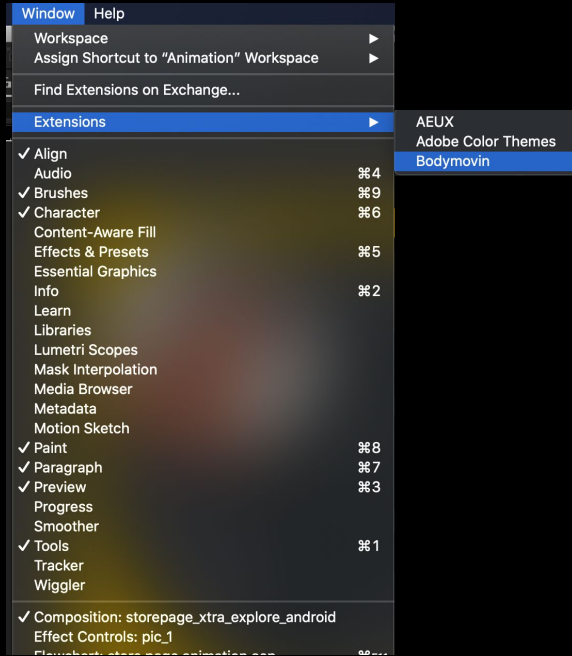 Window Help
Workspace
Assign Shortcut to “Animation” Workspace
Find Extensions on Exchange...
Extensions
AEUX
Adobe Color Themes
Bodymovin
Align
Audio ⌘4
Brushes ⌘9
Character ⌘6
Content-Aware Fill
Effects & Presets ⌘5
Essential Graphics
Info ⌘2
Learn
Libraries
Lumetri Scopes
Mask Interpolation
Media Browser
Metadata
Motion Sketch
Paint ⌘8
Paragraph ⌘7
Preview ⌘3
Progress
Smoother
Tools ⌘1
Tracker
Wiggler
Composition: storepage_xtra_explore_android
Effect Controls: pic_1